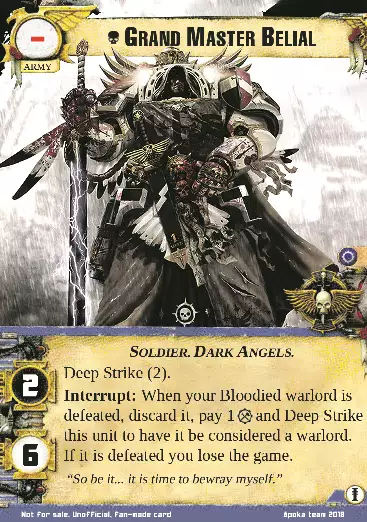 -
GRAND MASTER BELIAL
ARMY
SOLDIER. DARK ANGELS.
2
Deep Strike (2).
Interrupt: When your Bloodied warlord is
defeated, discard it, pay 1 and Deep Strike
this unit to have it be considered a warlord.
6
If it is defeated you lose the game.
"So be it... it is time to bewray myself."
Not for sale. Unofficial. Fan-made card
Apoka team 2018